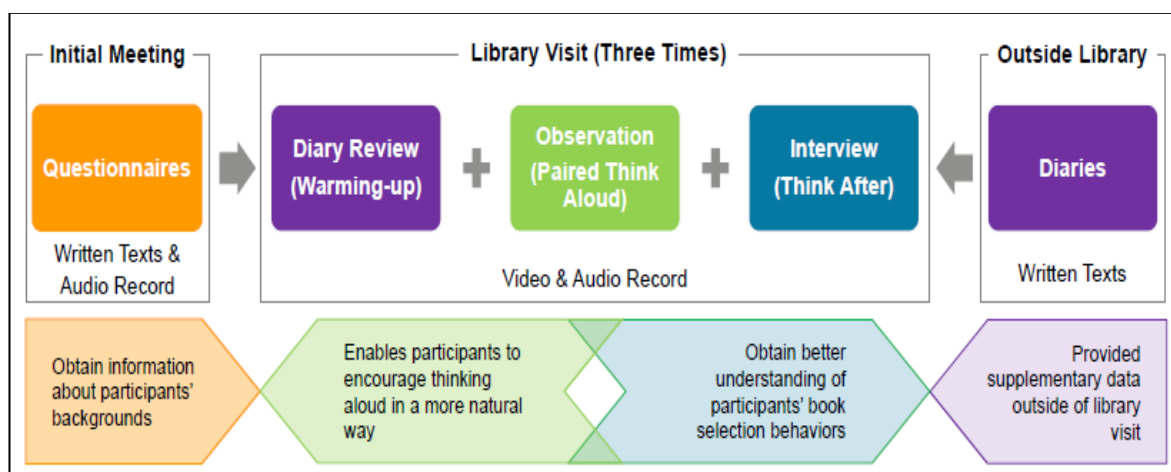 Initial Meeting
Library Visit (Three Times)
Outside Library
Questionnaires
Diary Review
(Warming-up)
Observation
(Paired Think
Aloud)
Interview
(Think After)
Diaries
Written Texts &
Audio Record
Video & Audio Record
Written Texts
Obtain information
about participants'
backgrounds
Enables participants to
encourage thinking
aloud in a more natural
way
Obtain better
understanding of
participants' book
selection behaviors
Provided
supplementary data
outside of library
visit